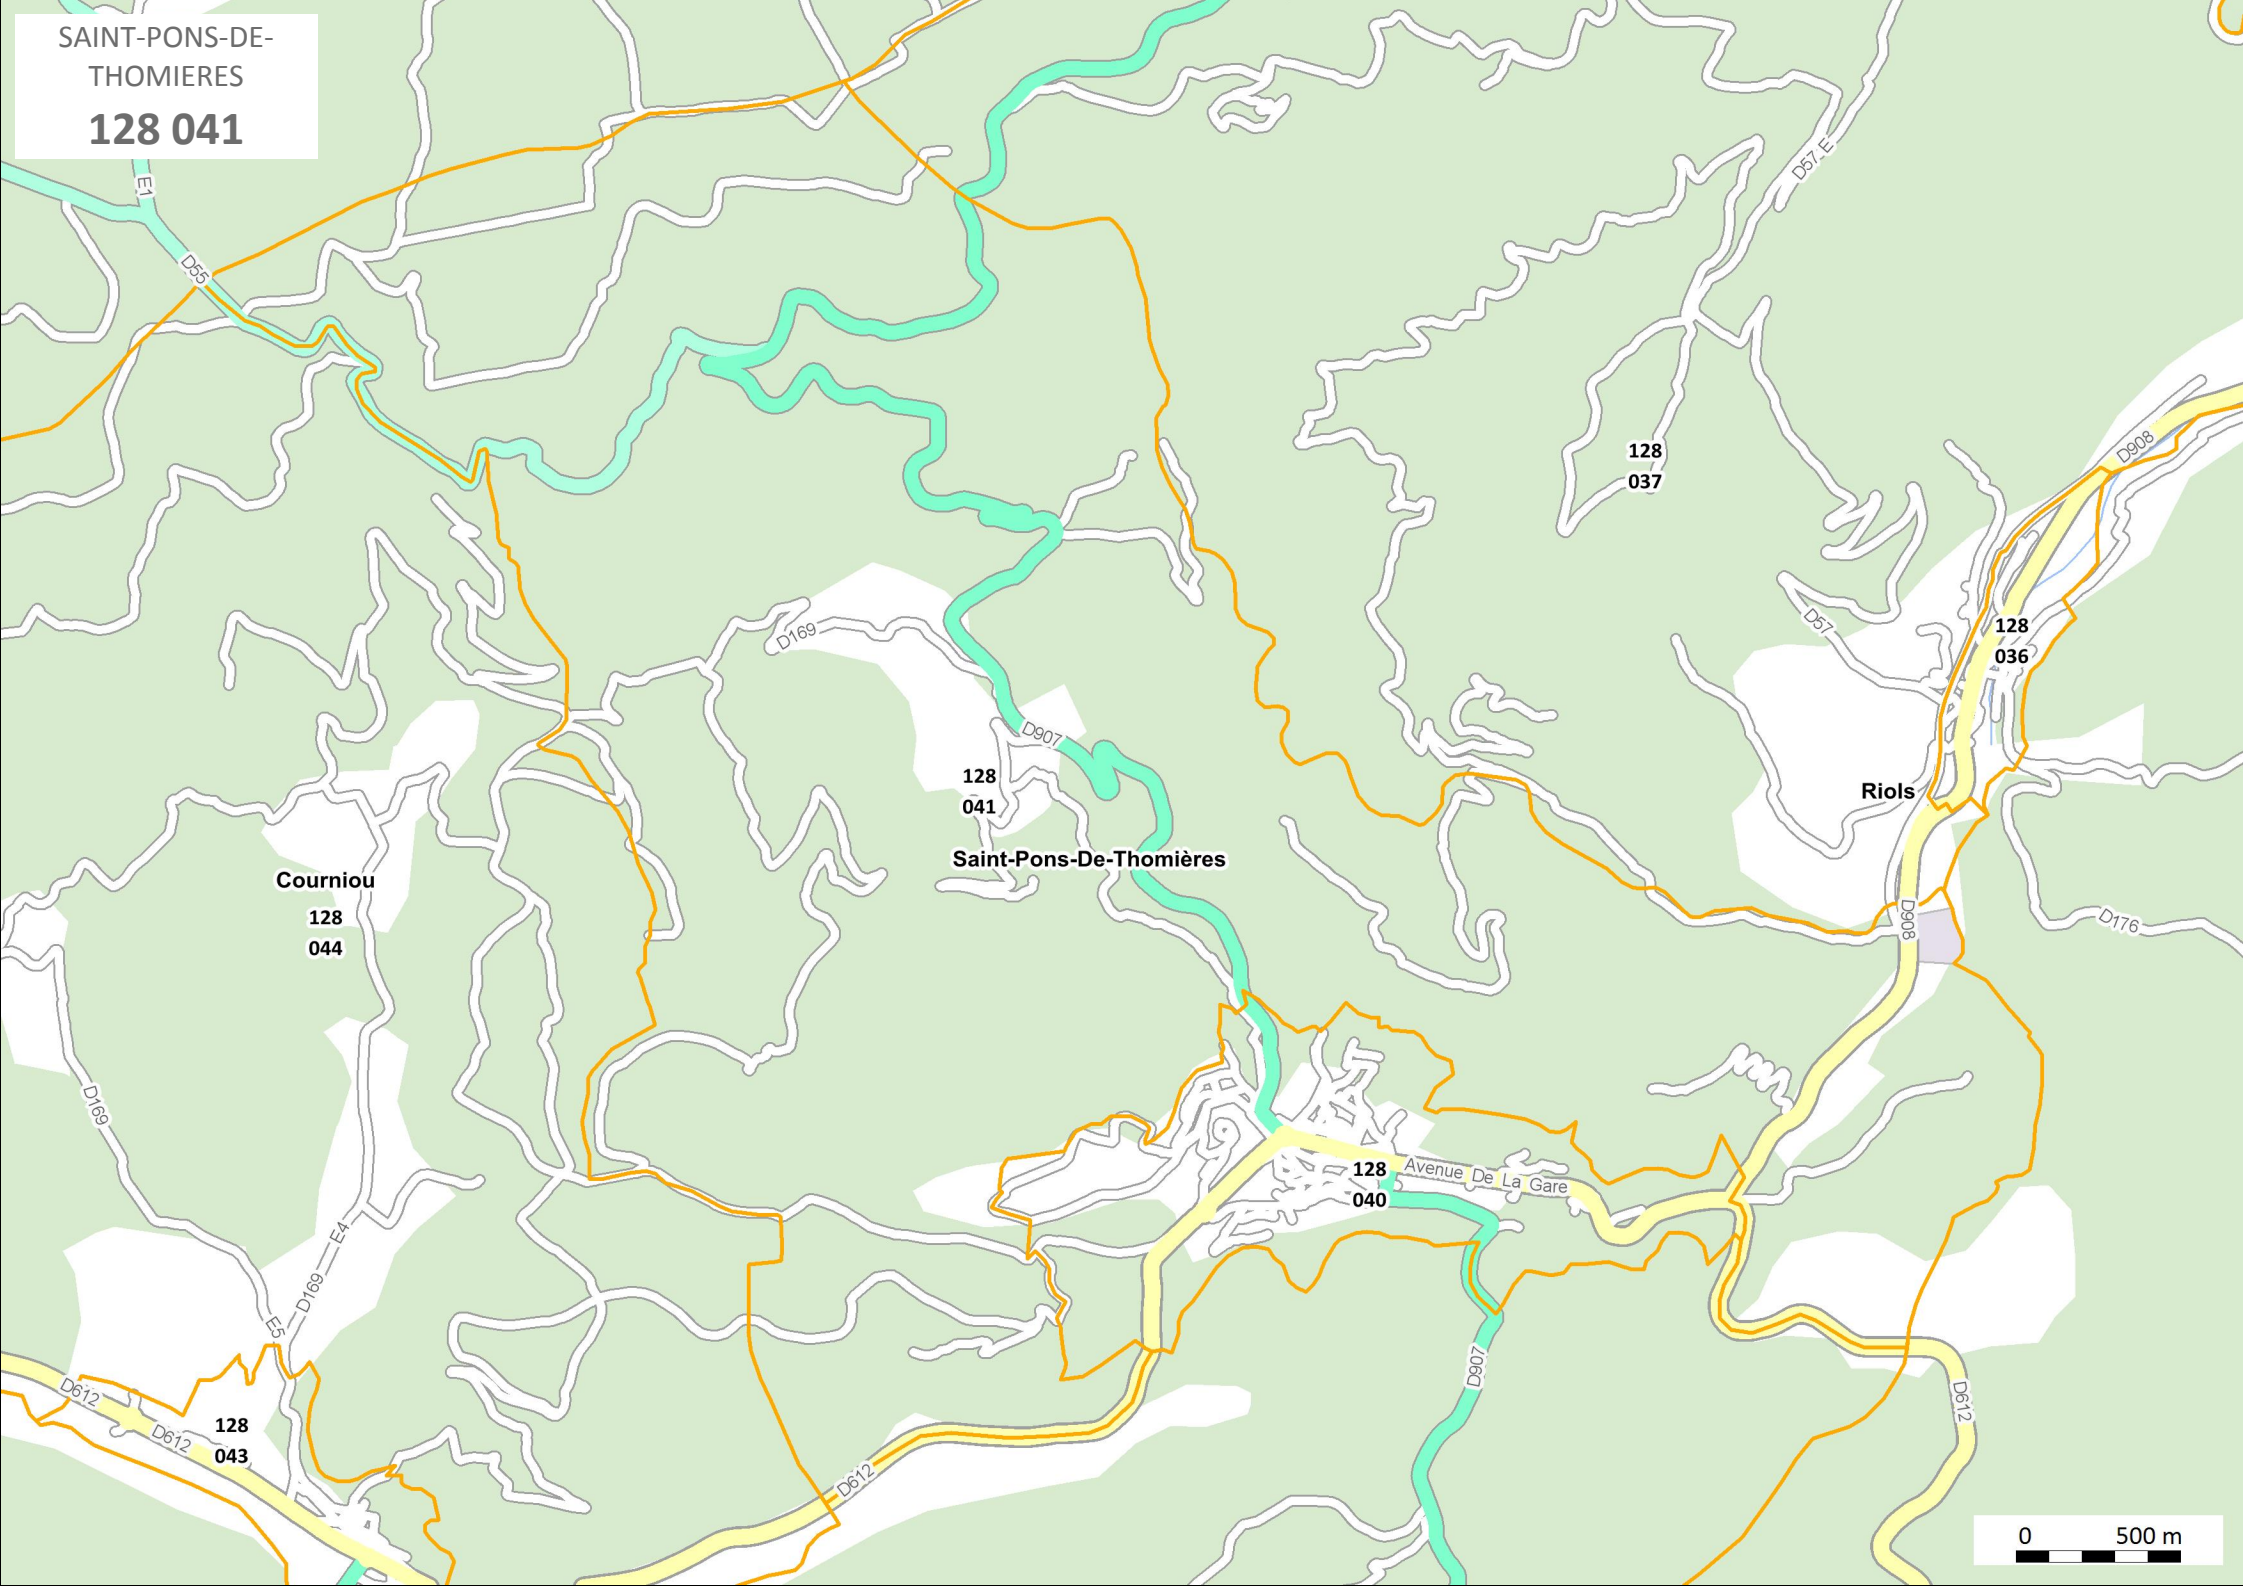 SAINT-PONS-DE-
THOMIERES
128 041
E1
D55
D57 E
D908
128
037
D57
128
036
D169
D907
128
041
Riols
Saint-Pons-De-Thomières
Courniou
128
044
D908
D176
D169
128
040
Avenue De La Gare
E4
D169
E5
D907
D612
D612
D612
128
043
D612
0 500 m